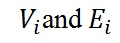 V_i and E_i